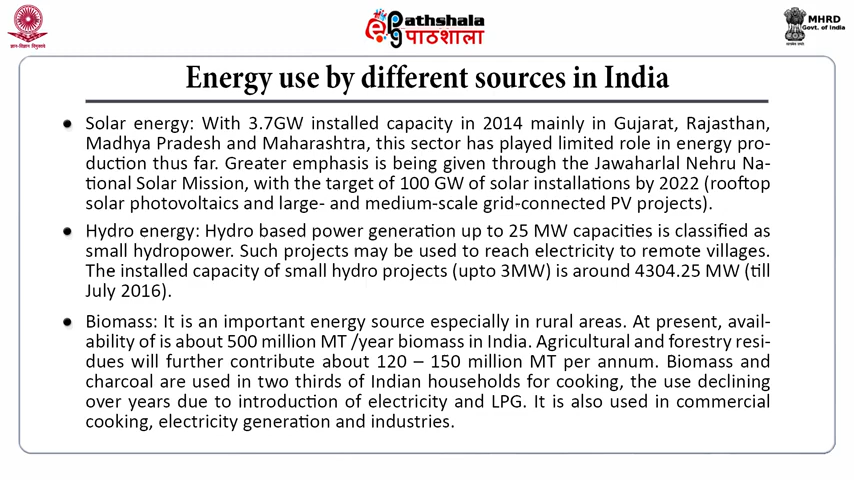 ePathshala
पाठशाला
MHRD
Govt. of India
ज्ञान-विज्ञान विमुक्तये
Energy use by different sources in India
• Solar energy: With 3.7GW installed capacity in 2014 mainly in Gujarat, Rajasthan,
Madhya Pradesh and Maharashtra, this sector has played limited role in energy pro-
duction thus far. Greater emphasis is being given through the Jawaharlal Nehru Na-
tional Solar Mission, with the target of 100 GW of solar installations by 2022 (rooftop
solar photovoltaics and large- and medium-scale grid-connected PV projects).
• Hydro energy: Hydro based power generation up to 25 MW capacities is classified as
small hydropower. Such projects may be used to reach electricity to remote villages.
The installed capacity of small hydro projects (upto 3MW) is around 4304.25 MW (till
July 2016).
• Biomass: It is an important energy source especially in rural areas. At present, avail-
ability of is about 500 million MT /year biomass in India. Agricultural and forestry resi-
dues will further contribute about 120 – 150 million MT per annum. Biomass and
charcoal are used in two thirds of Indian households for cooking, the use declining
over years due to introduction of electricity and LPG. It is also used in commercial
cooking, electricity generation and industries.